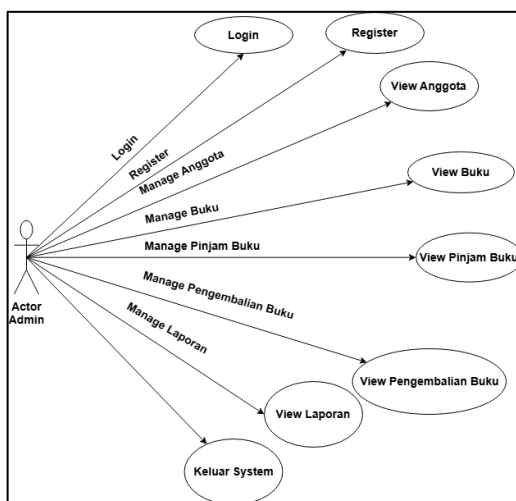 Login
Register
View Anggota
Login
Register
Manage Anggota
View Buku
Manage Buku
Manage Pinjam Buku
View Pinjam Buku
Actor
Admin
Manage Pengembalian Buku
Manage Laporan
View Pengembalian Buku
View Laporan
Keluar System